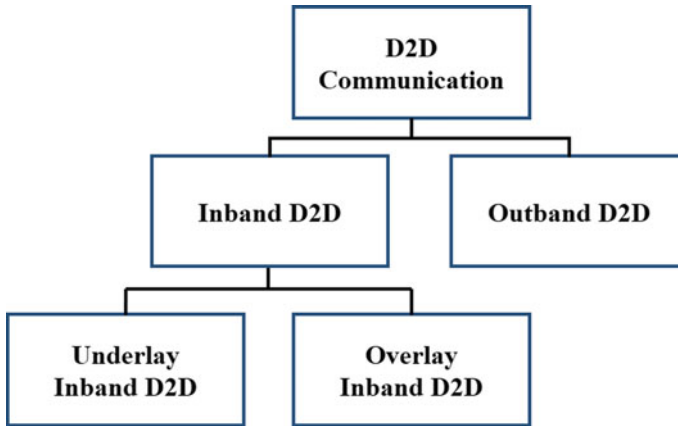 D2D
Communication
Inband D2D
Outband D2D
Underlay
Inband D2D
Overlay
Inband D2D